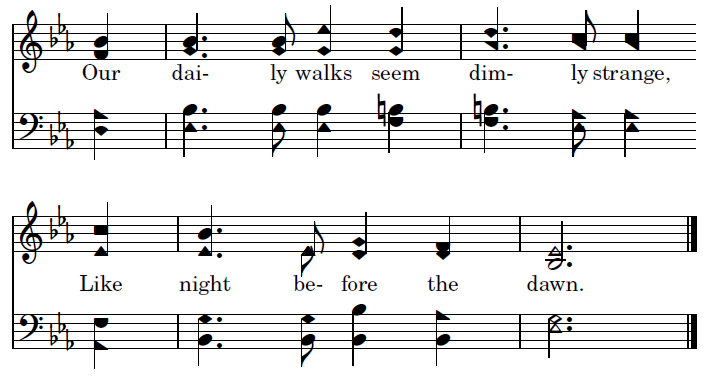 Our dai- ly walks seem dim- ly strange,
Like night be- fore the dawn.